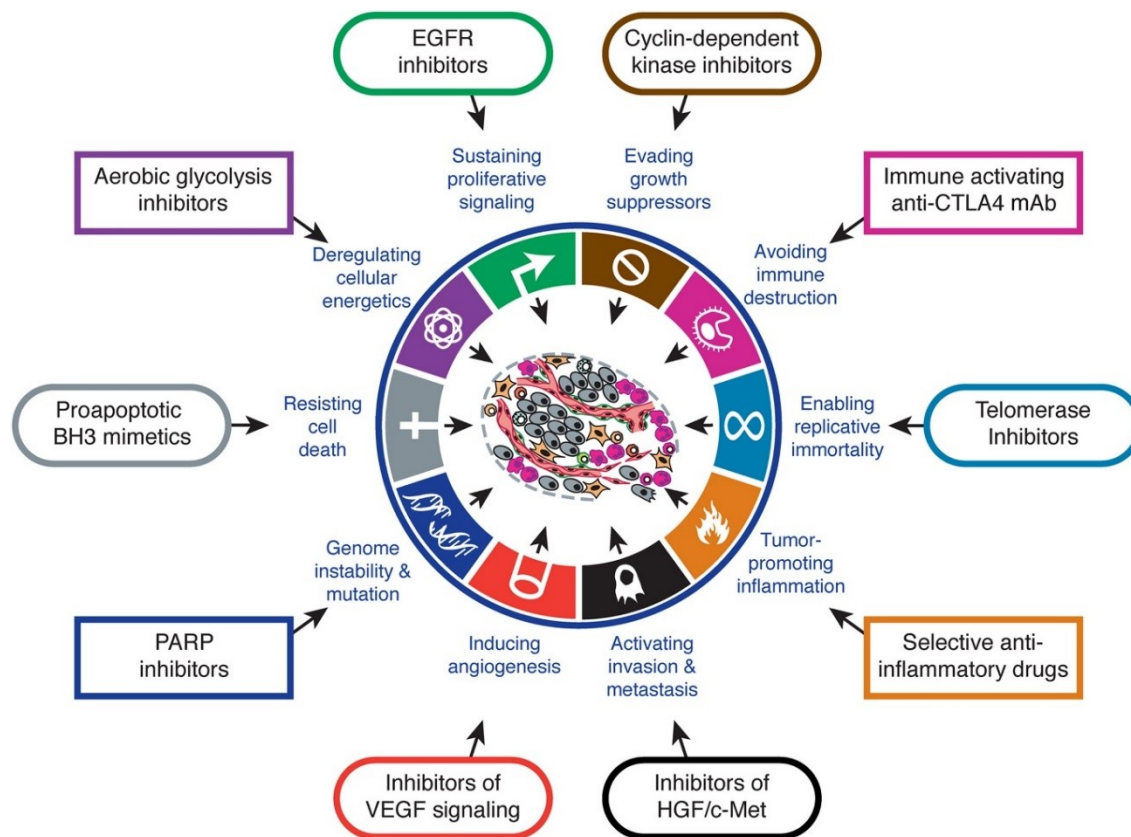 EGFR
inhibitors
Cyclin-dependent
kinase inhibitors
Sustaining
proliferative
signaling
Evading
growth
suppressors
Aerobic glycolysis
inhibitors
Immune activating
anti-CTLA4 mAb
Deregulating
cellular
energetics
Avoiding
immune
destruction
Proapoptotic
BH3 mimetics
Resisting
cell
death
Enabling
replicative
immortality
Telomerase
Inhibitors
Genome
instability &
mutation
Tumor-
promoting
inflammation
PARP
inhibitors
Inducing
angiogenesis
Activating
invasion &
metastasis
Selective anti-
inflammatory drugs
Inhibitors of
VEGF signaling
Inhibitors of
HGF/c-Met